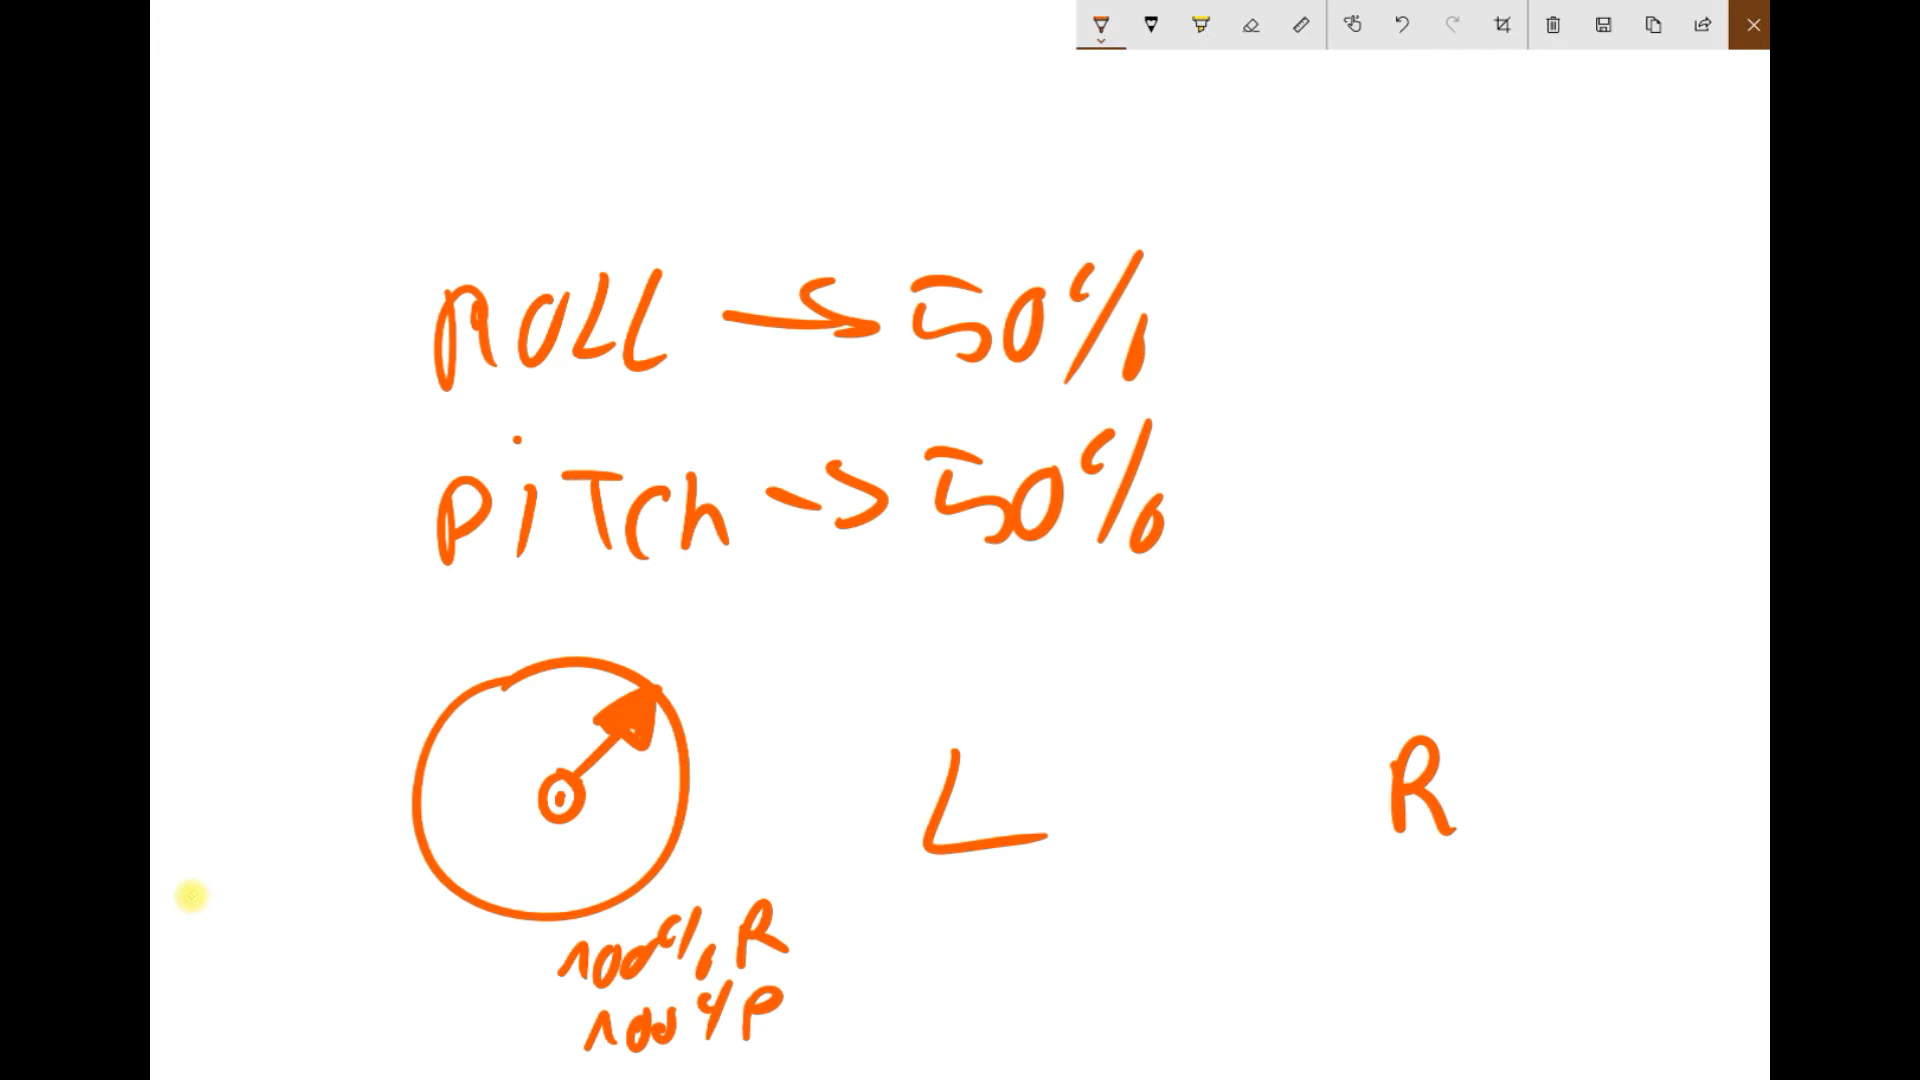 ROLL → 50%
PiTCh → 50%
L R
100% R
100% P